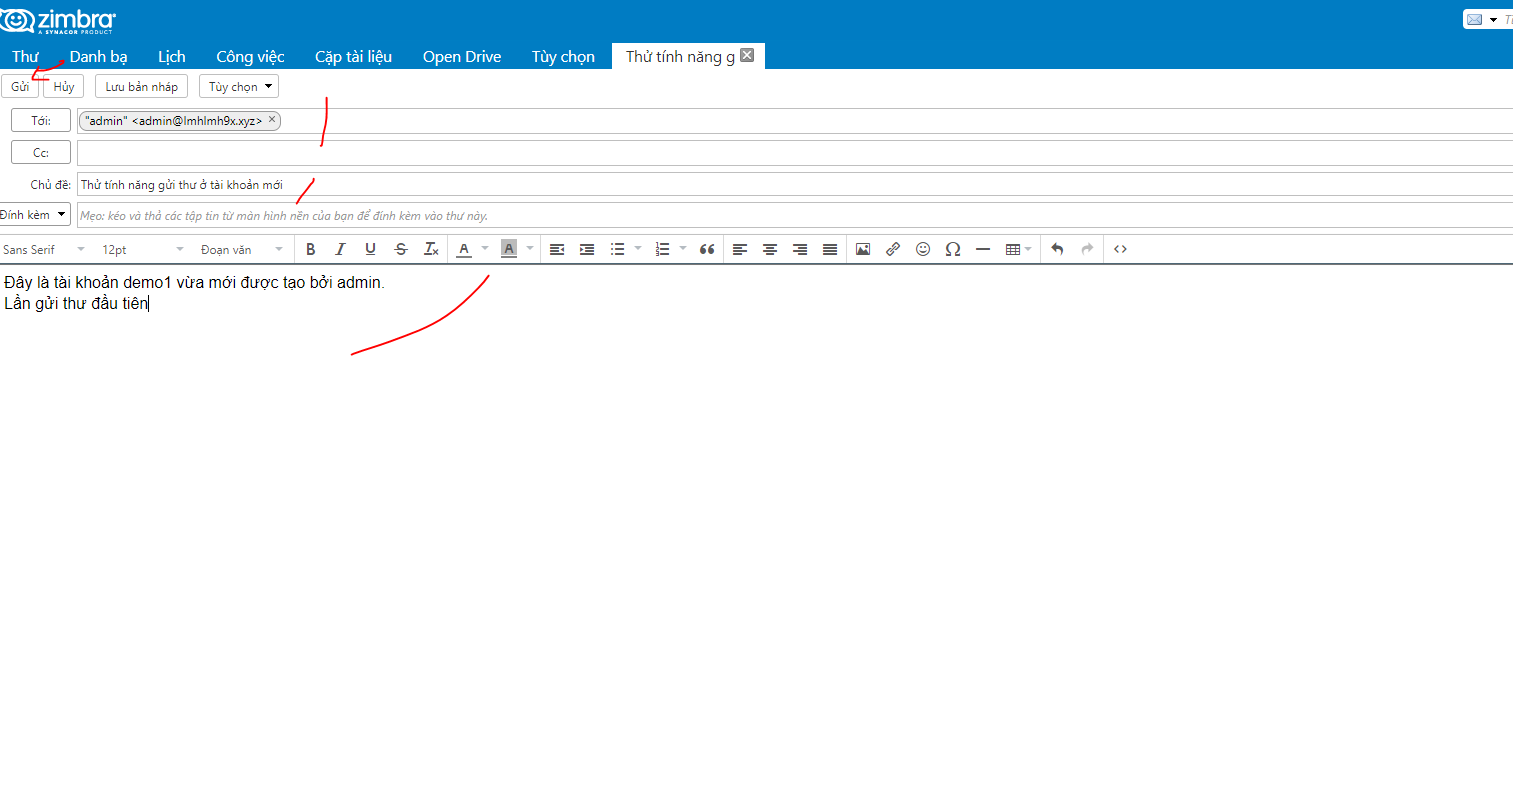 zimbra
A SYNACOR PRODUCT
Thư Danh bạ Lịch Công việc Cặp tài liệu Open Drive Tùy chọn Thử tính năng g
Gửi Hủy Lưu bản nháp Tùy chọn
Tới: "admin" <admin@lmhlmh9x.xyz>
Cc:
Chủ đề: Thử tính năng gửi thư ở tài khoản mới
Đính kèm Mẹo: kéo và thả các tập tin từ màn hình nền của bạn để đính kèm vào thư này.
Sans Serif 12pt Đoạn văn
Đây là tài khoản demo1 vừa mới được tạo bởi admin.
Lần gửi thư đầu tiên